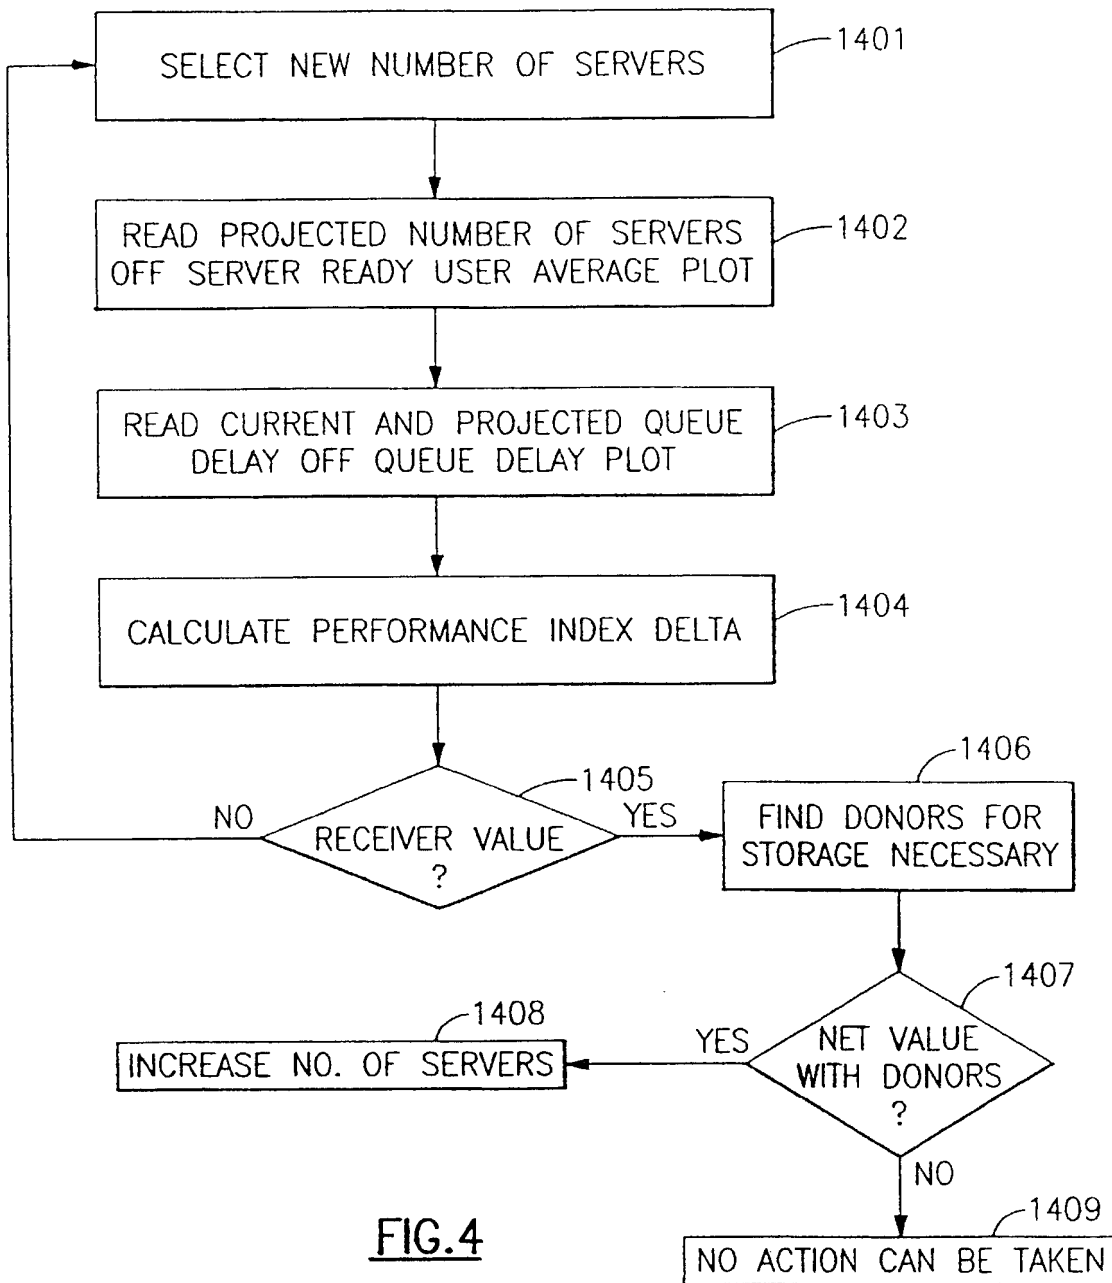 SELECT NEW NUMBER OF SERVERS
1401
READ PROJECTED NUMBER OF SERVERS
OFF SERVER READY USER AVERAGE PLOT
1402
READ CURRENT AND PROJECTED QUEUE
DELAY OFF QUEUE DELAY PLOT
1403
CALCULATE PERFORMANCE INDEX DELTA
1404
1405
NO
RECEIVER VALUE
?
YES
1406
FIND DONORS FOR
STORAGE NECESSARY
1407
NET VALUE
WITH DONORS
?
YES
1408
INCREASE NO. OF SERVERS
NO
1409
NO ACTION CAN BE TAKEN
FIG.4